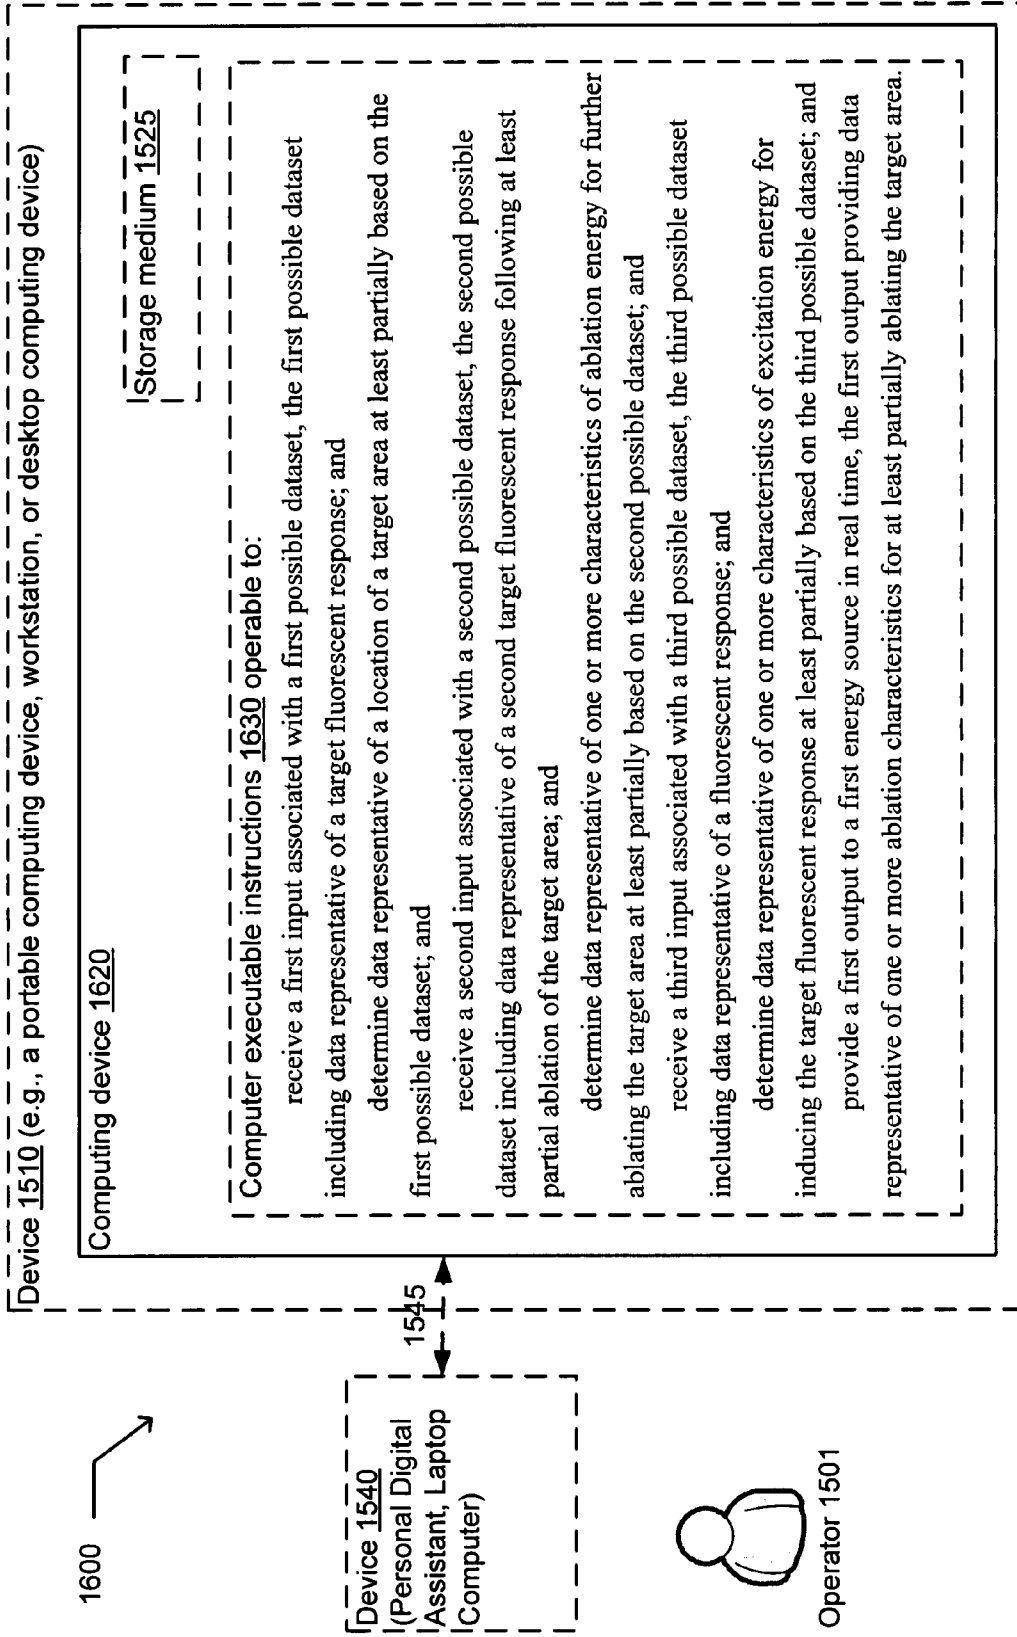 Device 1510 (e.g., a portable computing device, workstation, or desktop computing device)
Computing device 1620
Storage medium 1525
Computer executable instructions 1630 operable to:
receive a first input associated with a first possible dataset, the first possible dataset
including data representative of a target fluorescent response; and
determine data representative of a location of a target area at least partially based on the
first possible dataset; and
receive a second input associated with a second possible dataset, the second possible
dataset including data representative of a second target fluorescent response following at least
partial ablation of the target area; and
determine data representative of one or more characteristics of ablation energy for further
ablating the target area at least partially based on the second possible dataset; and
receive a third input associated with a third possible dataset, the third possible dataset
including data representative of a fluorescent response; and
determine data representative of one or more characteristics of excitation energy for
inducing the target fluorescent response at least partially based on the third possible dataset; and
provide a first output to a first energy source in real time, the first output providing data
representative of one or more ablation characteristics for at least partially ablating the target area.
1600
1545
Device 1540
(Personal Digital
Assistant, Laptop
Computer)
Operator 1501